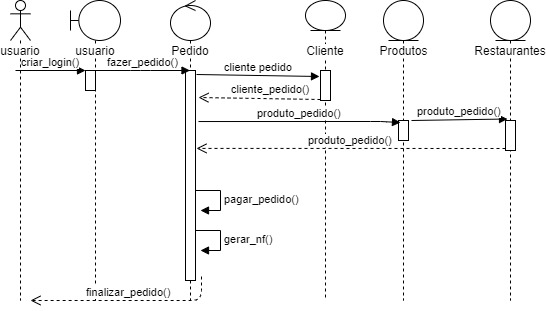 usuario
usuario
Pedido
Cliente
Produtos
Restaurantes
criar_login()
fazer_pedido()
cliente pedido
cliente_pedido()
produto_pedido()
produto_pedido()
produto_pedido()
pagar_pedido()
gerar_nf()
finalizar_pedido()